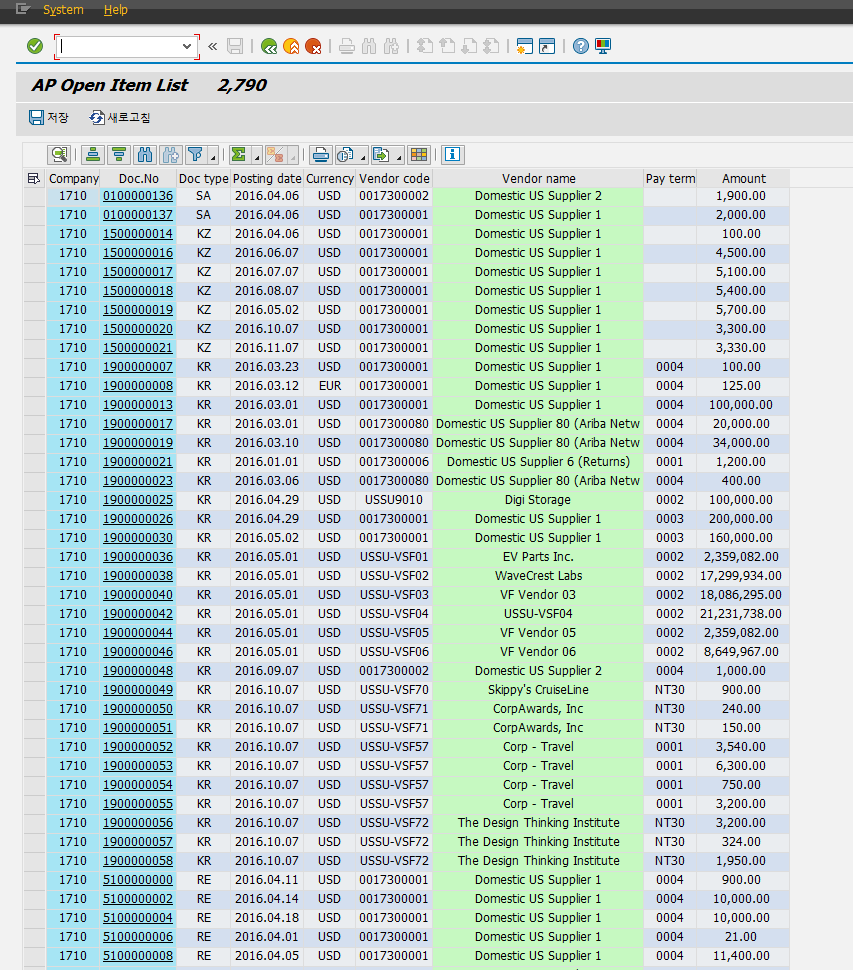 System Help
AP Open Item List 2,790
저장 새로고침
Company Doc.No Doc type Posting date Currency Vendor code Vendor name Pay term Amount
1710 0100000136 SA 2016.04.06 USD 0017300002 Domestic US Supplier 2 1,900.00
1710 0100000137 SA 2016.04.06 USD 0017300001 Domestic US Supplier 1 2,000.00
1710 1500000014 KZ 2016.04.06 USD 0017300001 Domestic US Supplier 1 100.00
1710 1500000016 KZ 2016.06.07 USD 0017300001 Domestic US Supplier 1 4,500.00
1710 1500000017 KZ 2016.07.07 USD 0017300001 Domestic US Supplier 1 5,100.00
1710 1500000018 KZ 2016.08.07 USD 0017300001 Domestic US Supplier 1 5,400.00
1710 1500000019 KZ 2016.05.02 USD 0017300001 Domestic US Supplier 1 5,700.00
1710 1500000020 KZ 2016.10.07 USD 0017300001 Domestic US Supplier 1 3,300.00
1710 1500000021 KZ 2016.11.07 USD 0017300001 Domestic US Supplier 1 3,330.00
1710 1900000007 KR 2016.03.23 USD 0017300001 Domestic US Supplier 1 0004 100.00
1710 1900000008 KR 2016.03.12 EUR 0017300001 Domestic US Supplier 1 0004 125.00
1710 1900000013 KR 2016.03.01 USD 0017300001 Domestic US Supplier 1 0004 100,000.00
1710 1900000017 KR 2016.03.01 USD 0017300080 Domestic US Supplier 80 (Ariba Netw 0004 20,000.00
1710 1900000019 KR 2016.03.10 USD 0017300080 Domestic US Supplier 80 (Ariba Netw 0004 34,000.00
1710 1900000021 KR 2016.01.01 USD 0017300006 Domestic US Supplier 6 (Returns) 0001 1,200.00
1710 1900000023 KR 2016.03.06 USD 0017300080 Domestic US Supplier 80 (Ariba Netw 0004 400.00
1710 1900000025 KR 2016.04.29 USD USSU9010 Digi Storage 0002 100,000.00
1710 1900000026 KR 2016.04.29 USD 0017300001 Domestic US Supplier 1 0003 200,000.00
1710 1900000030 KR 2016.05.02 USD 0017300001 Domestic US Supplier 1 0003 160,000.00
1710 1900000036 KR 2016.05.01 USD USSU-VSF01 EV Parts Inc. 0002 2,359,082.00
1710 1900000038 KR 2016.05.01 USD USSU-VSF02 WaveCrest Labs 0002 17,299,934.00
1710 1900000040 KR 2016.05.01 USD USSU-VSF03 VF Vendor 03 0002 18,086,295.00
1710 1900000042 KR 2016.05.01 USD USSU-VSF04 USSU-VSF04 0002 21,231,738.00
1710 1900000044 KR 2016.05.01 USD USSU-VSF05 VF Vendor 05 0002 2,359,082.00
1710 1900000046 KR 2016.05.01 USD USSU-VSF06 VF Vendor 06 0002 8,649,967.00
1710 1900000048 KR 2016.09.07 USD 0017300002 Domestic US Supplier 2 0004 1,000.00
1710 1900000049 KR 2016.10.07 USD USSU-VSF70 Skippy's CruiseLine NT30 900.00
1710 1900000050 KR 2016.10.07 USD USSU-VSF71 CorpAwards, Inc NT30 240.00
1710 1900000051 KR 2016.10.07 USD USSU-VSF71 CorpAwards, Inc NT30 150.00
1710 1900000052 KR 2016.10.07 USD USSU-VSF57 Corp - Travel 0001 3,540.00
1710 1900000053 KR 2016.10.07 USD USSU-VSF57 Corp - Travel 0001 6,300.00
1710 1900000054 KR 2016.10.07 USD USSU-VSF57 Corp - Travel 0001 750.00
1710 1900000055 KR 2016.10.07 USD USSU-VSF57 Corp - Travel 0001 3,200.00
1710 1900000056 KR 2016.10.07 USD USSU-VSF72 The Design Thinking Institute NT30 3,200.00
1710 1900000057 KR 2016.10.07 USD USSU-VSF72 The Design Thinking Institute NT30 324.00
1710 1900000058 KR 2016.10.07 USD USSU-VSF72 The Design Thinking Institute NT30 1,950.00
1710 5100000000 RE 2016.04.11 USD 0017300001 Domestic US Supplier 1 0004 900.00
1710 5100000002 RE 2016.04.14 USD 0017300001 Domestic US Supplier 1 0004 10,000.00
1710 5100000004 RE 2016.04.18 USD 0017300001 Domestic US Supplier 1 0004 10,000.00
1710 5100000006 RE 2016.04.01 USD 0017300001 Domestic US Supplier 1 0004 21.00
1710 5100000008 RE 2016.04.05 USD 0017300001 Domestic US Supplier 1 0004 11,400.00